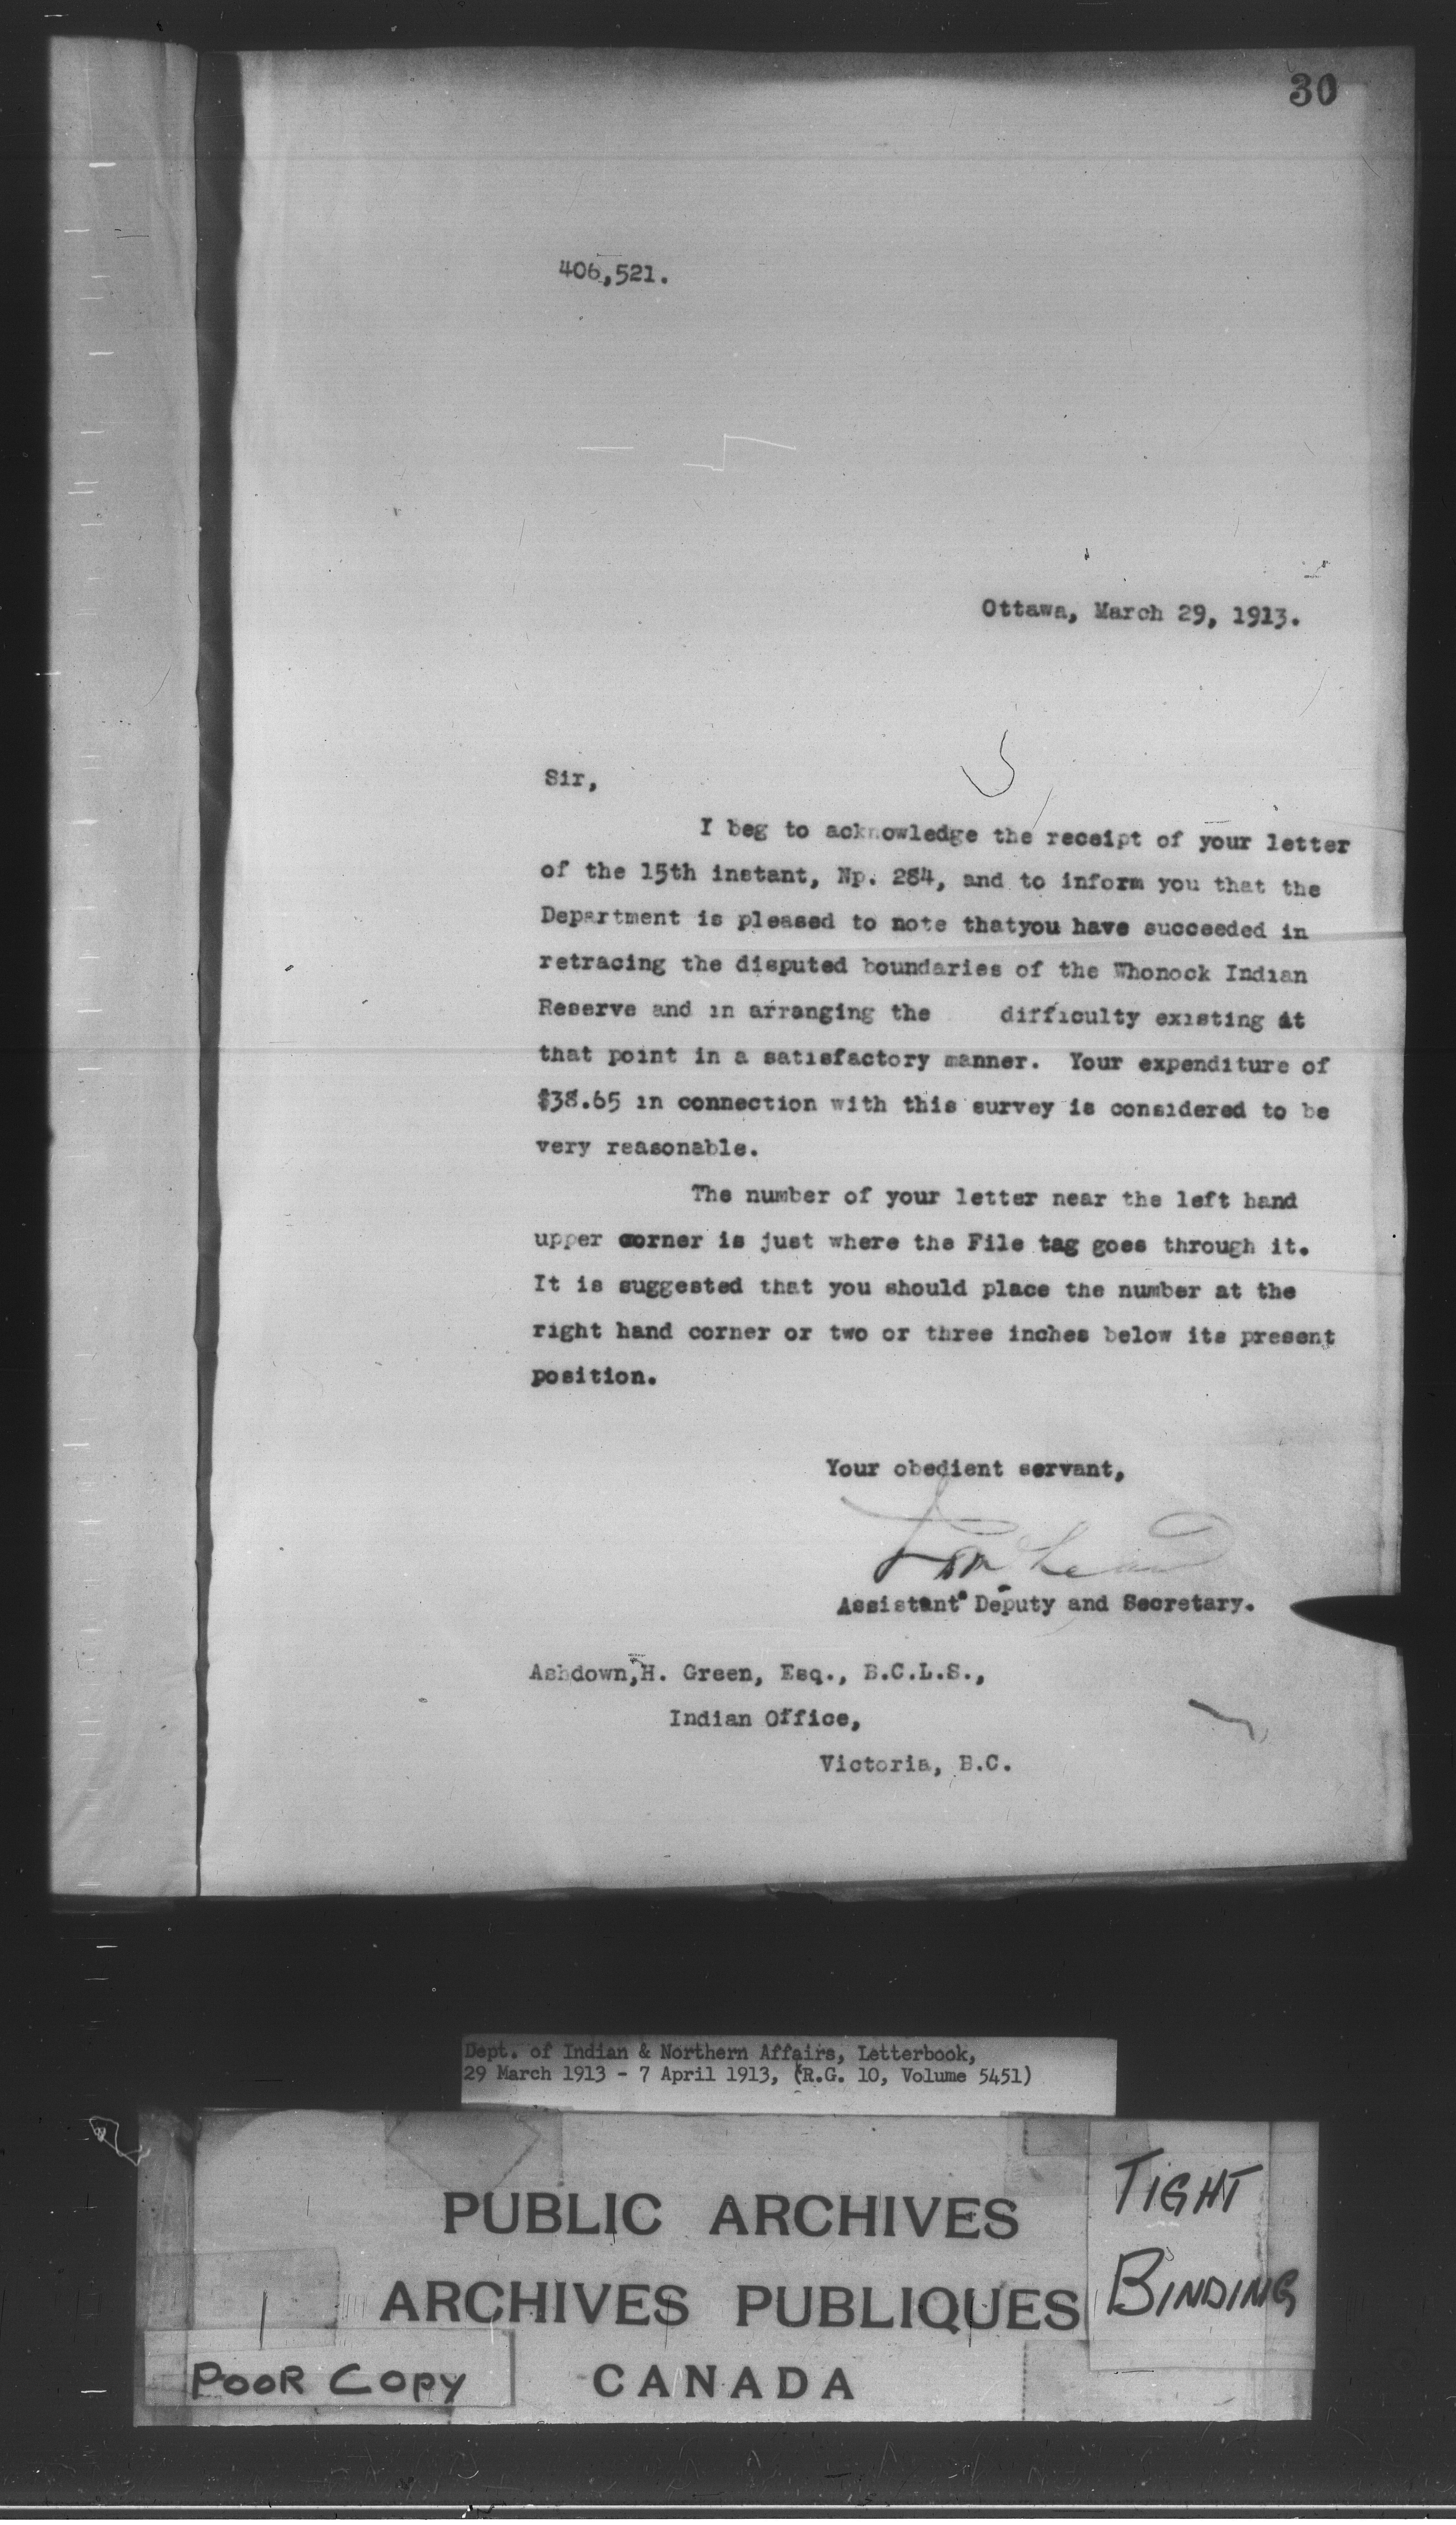 30
406,521.
Ottawa, March 29, 1913.
Sir,
I beg to acknowledge the receipt of your letter
of the 15th instant, Np. 284, and to inform you that the
Department is pleased to note thatyou have succeeded in
retracing the disputed boundaries of the Whonock Indian
Reserve and in arranging the difficulty existing at
that point in a satisfactory manner. Your expenditure of
$38.65 in connection with this survey is considered to be
very reasonable.
The number of your letter near the left hand
upper corner is just where the File tag goes through it.
It is suggested that you should place the number at the
right hand corner or two or three inches below its present
position.
Your obedient servant,
Assistant Deputy and Secretary.
Ashdown,H. Green, Esq., B.C.L.S.,
Indian Office,
Victoria, B.C.
Dept. of Indian & Northern Affairs, Letterbook,
29 March 1913 - 7 April 1913, (R.G. 10, Volume 5451)
PUBLIC ARCHIVES
ARCHIVES PUBLIQUES
CANADA
TIGHT
BINDING
POOR COPY